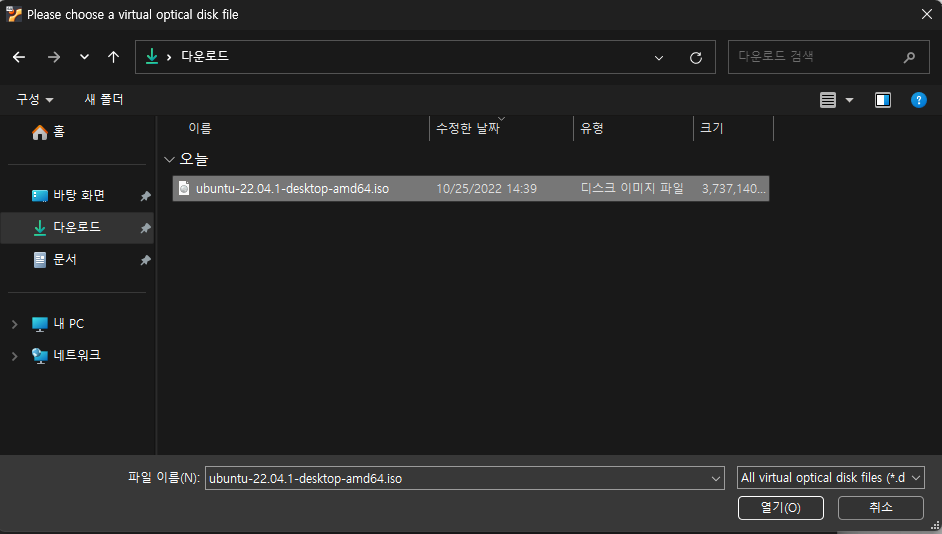 Please choose a virtual optical disk file
다운로드
다운로드 검색
구성
새 폴더
홈
바탕 화면
다운로드
문서
내 PC
네트워크
이름 수정한 날짜 유형 크기
오늘
ubuntu-22.04.1-desktop-amd64.iso 10/25/2022 14:39 디스크 이미지 파일 3,737,140...
파일 이름(N): ubuntu-22.04.1-desktop-amd64.iso All virtual optical disk files (*.d
열기(O) 취소